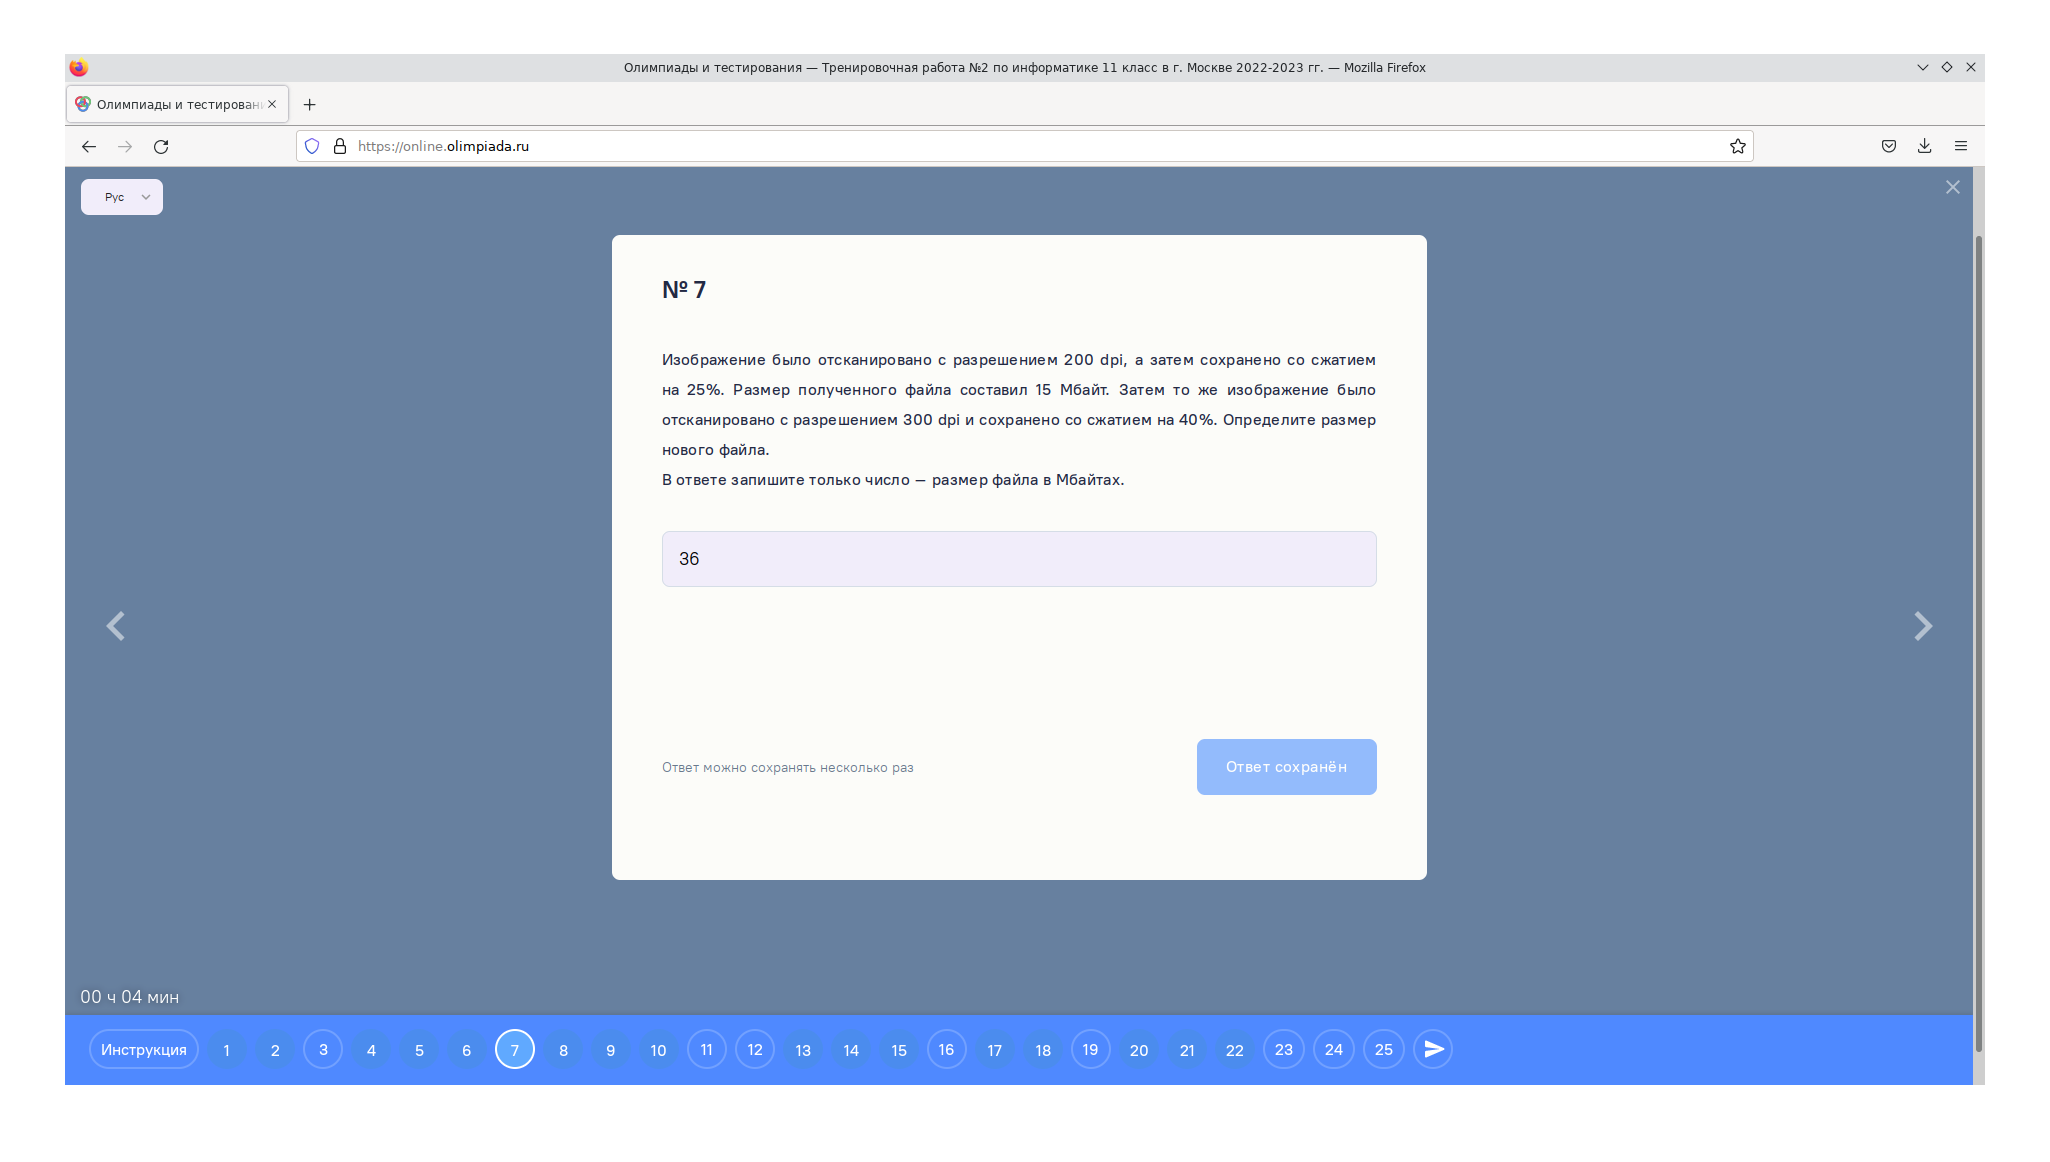 Олимпиады и тестирования — Тренировочная работа №2 по информатике 11 класс в г. Москве 2022-2023 гг. — Mozilla Firefox
Олимпиады и тестирован
https://online.olimpiada.ru
Рус
№ 7
Изображение было отсканировано с разрешением 200 dpi, а затем сохранено со сжатием
на 25%. Размер полученного файла составил 15 Мбайт. Затем то же изображение было
отсканировано с разрешением 300 dpi и сохранено со сжатием на 40%. Определите размер
нового файла.
В ответе запишите только число — размер файла в Мбайтах.
36
Ответ можно сохранять несколько раз
Ответ сохранён
00 ч 04 мин
Инструкция 1 2 3 4 5 6 7 8 9 10 11 12 13 14 15 16 17 18 19 20 21 22 23 24 25